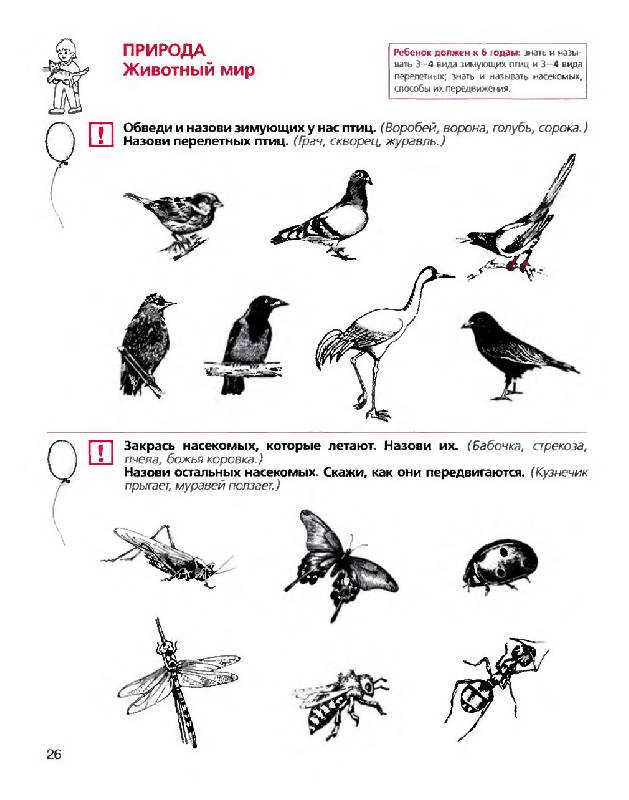 ПРИРОДА
Животный мир
Ребенок должен к 6 годам: знать и назы-
вать 3—4 вида зимующих птиц и 3—4 вида
перелетных; знать и называть насекомых,
способы их передвижения.
! Обведи и назови зимующих у нас птиц. (Воробей, ворона, голубь, сорока.)
Назови перелетных птиц. (Грач, скворец, журавль.)
! Закрась насекомых, которые летают. Назови их. (Бабочка, стрекоза,
пчела, божья коровка.)
Назови остальных насекомых. Скажи, как они передвигаются. (Кузнечик
прыгает, муравей ползает.)
26